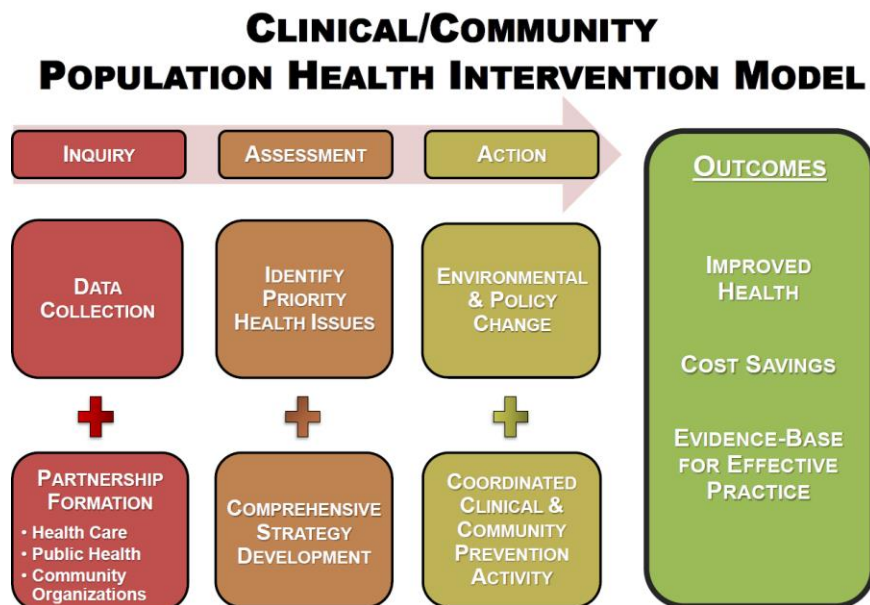 CLINICAL/COMMUNITY
POPULATION HEALTH INTERVENTION MODEL
INQUIRY
ASSESSMENT
ACTION
DATA
COLLECTION
PARTNERSHIP
FORMATION
• Health Care
• Public Health
• Community
Organizations
IDENTIFY
PRIORITY
HEALTH ISSUES
COMPREHENSIVE
STRATEGY
DEVELOPMENT
ENVIRONMENTAL
& POLICY
CHANGE
COORDINATED
CLINICAL &
COMMUNITY
PREVENTION
ACTIVITY
OUTCOMES
IMPROVED
HEALTH
COST SAVINGS
EVIDENCE-BASE
FOR EFFECTIVE
PRACTICE